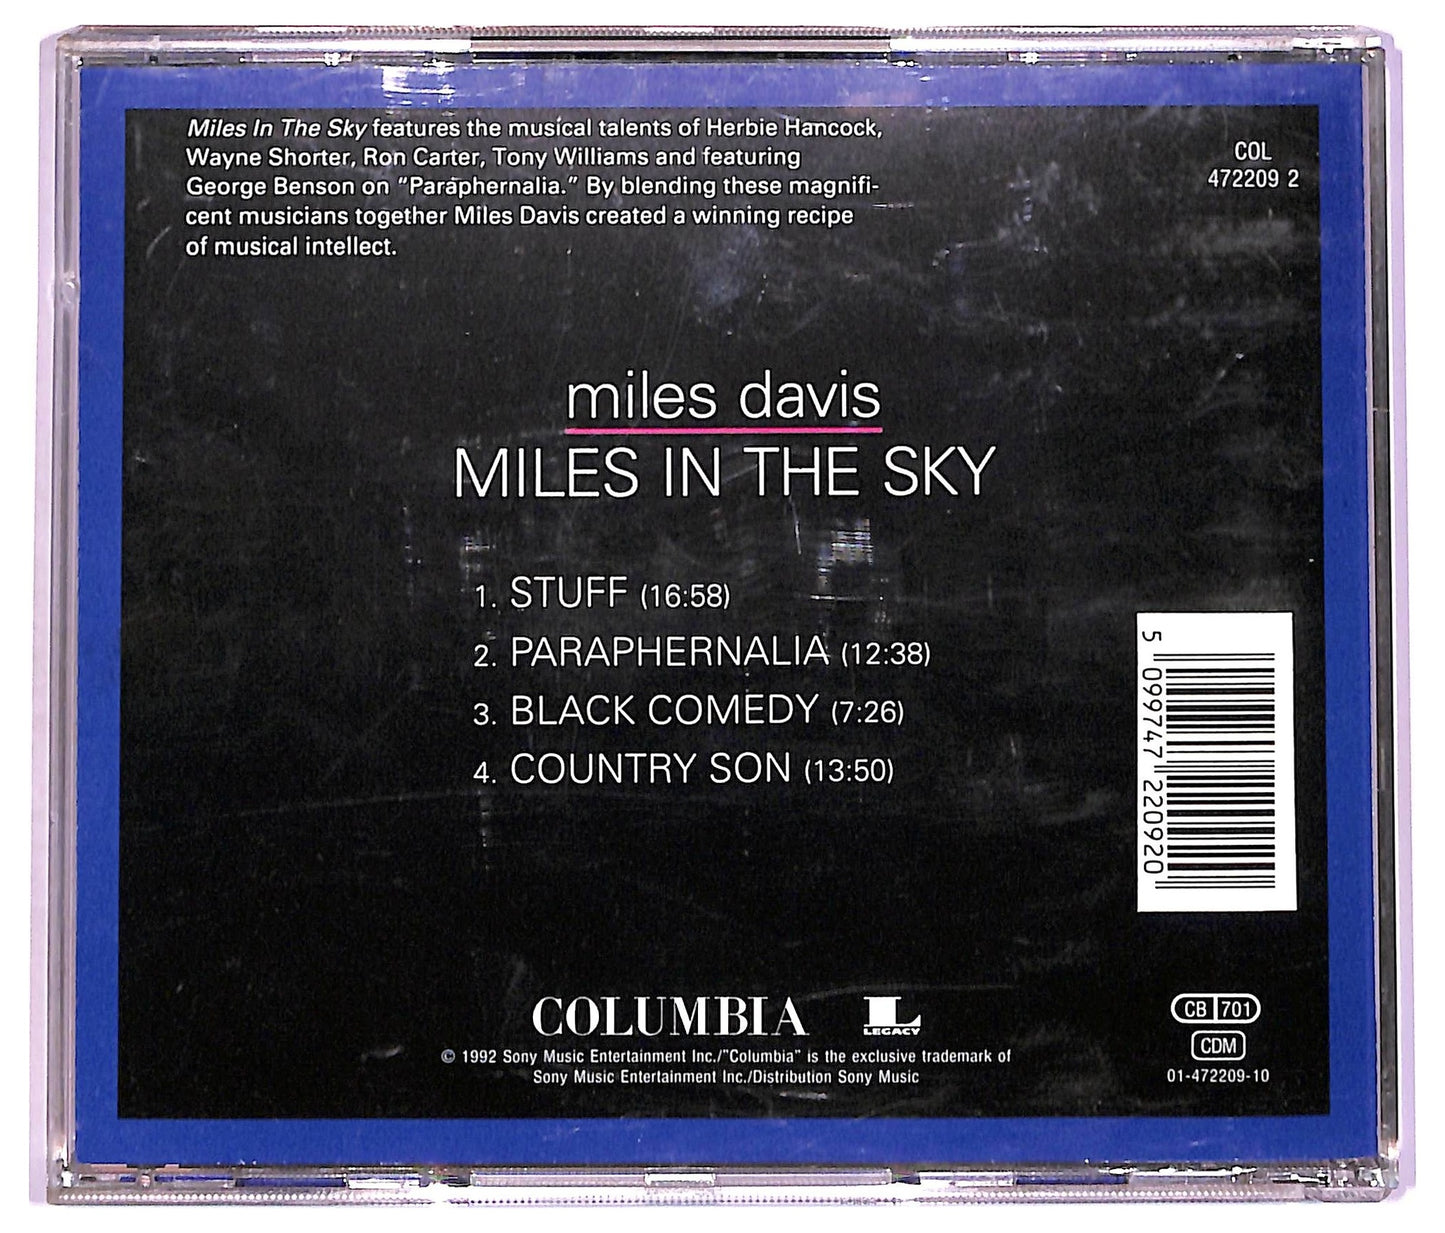 Miles In The Sky features the musical talents of Herbie Hancock,
Wayne Shorter, Ron Carter, Tony Williams and featuring
George Benson on "Paraphernalia." By blending these magnifi-
cent musicians together Miles Davis created a winning recipe
of musical intellect.
COL
472209 2
miles davis
MILES IN THE SKY
1. STUFF (16:58)
2. PARAPHERNALIA (12:38)
3. BLACK COMEDY (7:26)
4. COUNTRY SON (13:50)
5 099747 220920
COLUMBIA
L
LEGACY
© 1992 Sony Music Entertainment Inc./"Columbia" is the exclusive trademark of
Sony Music Entertainment Inc./Distribution Sony Music
CB 701
CDM
01-472209-10